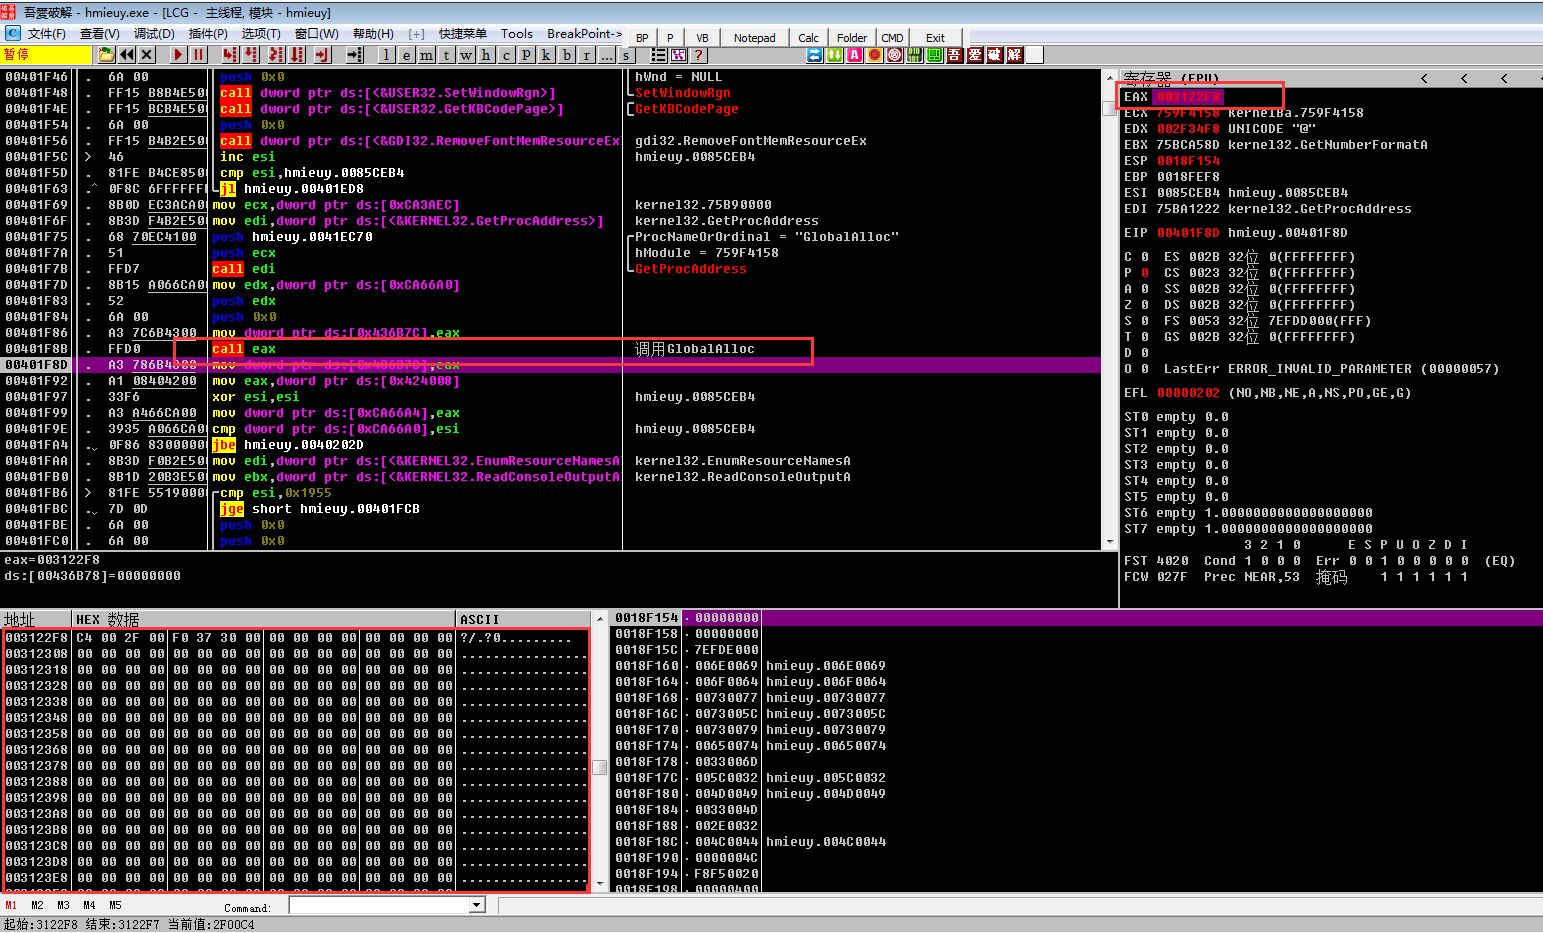 吾爱破解 - hmieuy.exe - [LCG - 主线程, 模块 - hmieuy]
文件(F) 查看(V) 调试(D) 插件(P) 选项(T) 窗口(W) 帮助(H) [+] 快捷菜单 Tools BreakPoint-> BP P VB Notepad Calc Folder CMD Exit
暂停 l e m t w h c p k b r ... s ? 吾 爱 破 解
00401F46 . 6A 00 push 0x0 hWnd = NULL
00401F48 . FF15 B8B4E500 call dword ptr ds:[<&USER32.SetWindowRgn>] SetWindowRgn
00401F4E . FF15 BCB4E500 call dword ptr ds:[<&USER32.GetKBCodePage>] GetKBCodePage
00401F54 . 6A 00 push 0x0
00401F56 . FF15 B4B2E500 call dword ptr ds:[<&GDI32.RemoveFontMemResourceEx gdi32.RemoveFontMemResourceEx
00401F5C > 46 inc esi hmieuy.0085CEB4
00401F5D . 81FE B4CE8500 cmp esi,hmieuy.0085CEB4
00401F63 .^ 0F8C 6FFFFFFF jl hmieuy.00401ED8
00401F69 . 8B0D EC3ACA00 mov ecx,dword ptr ds:[0xCA3AEC] kernel32.75B90000
00401F6F . 8B3D F4B2E500 mov edi,dword ptr ds:[<&KERNEL32.GetProcAddress>] kernel32.GetProcAddress
00401F75 . 68 70EC4100 push hmieuy.0041EC70 ProcNameOrOrdinal = "GlobalAlloc"
00401F7A . 51 push ecx hModule = 759F4158
00401F7B . FFD7 call edi GetProcAddress
00401F7D . 8B15 A066CA00 mov edx,dword ptr ds:[0xCA66A0]
00401F83 . 52 push edx
00401F84 . 6A 00 push 0x0
00401F86 . A3 7C6B4300 mov dword ptr ds:[0x436B7C],eax
00401F8B . FFD0 call eax 调用GlobalAlloc
00401F8D . A3 786B4300 mov dword ptr ds:[0x436B78],eax
00401F92 . A1 08404200 mov eax,dword ptr ds:[0x424008]
00401F97 . 33F6 xor esi,esi hmieuy.0085CEB4
00401F99 . A3 A466CA00 mov dword ptr ds:[0xCA66A4],eax
00401F9E . 3935 A066CA00 cmp dword ptr ds:[0xCA66A0],esi hmieuy.0085CEB4
00401FA4 .v 0F86 83000000 jbe hmieuy.0040202D
00401FAA . 8B3D F0B2E500 mov edi,dword ptr ds:[<&KERNEL32.EnumResourceNamesA kernel32.EnumResourceNamesA
00401FB0 . 8B1D 20B3E500 mov ebx,dword ptr ds:[<&KERNEL32.ReadConsoleOutputA kernel32.ReadConsoleOutputA
00401FB6 > 81FE 55190000 cmp esi,0x1955
00401FBC .v 7D 0D jge short hmieuy.00401FCB
00401FBE . 6A 00 push 0x0
00401FC0 . 6A 00 push 0x0
eax=003122F8
ds:[00436B78]=00000000
寄存器 (FPU) < < < <
EAX 003122F8
ECX 759F4158 KernelBa.759F4158
EDX 002F34F8 UNICODE "@"
EBX 75BCA58D kernel32.GetNumberFormatA
ESP 0018F154
EBP 0018FEF8
ESI 0085CEB4 hmieuy.0085CEB4
EDI 75BA1222 kernel32.GetProcAddress
EIP 00401F8D hmieuy.00401F8D
C 0 ES 002B 32位 0(FFFFFFFF)
P 0 CS 0023 32位 0(FFFFFFFF)
A 0 SS 002B 32位 0(FFFFFFFF)
Z 0 DS 002B 32位 0(FFFFFFFF)
S 0 FS 0053 32位 7EFDD000(FFF)
T 0 GS 002B 32位 0(FFFFFFFF)
D 0
O 0 LastErr ERROR_INVALID_PARAMETER (00000057)
EFL 00000202 (NO,NB,NE,A,NS,PO,GE,G)
ST0 empty 0.0
ST1 empty 0.0
ST2 empty 0.0
ST3 empty 0.0
ST4 empty 0.0
ST5 empty 0.0
ST6 empty 1.0000000000000000000
ST7 empty 1.0000000000000000000
3 2 1 0 E S P U O Z D I
FST 4020 Cond 1 0 0 0 Err 0 0 1 0 0 0 0 0 (EQ)
FCW 027F Prec NEAR,53 掩码 1 1 1 1 1 1
地址 HEX 数据 ASCII
003122F8 C4 00 2F 00 F0 37 30 00 00 00 00 00 00 00 00 00 ?/.?0.........
00312308 00 00 00 00 00 00 00 00 00 00 00 00 00 00 00 00 ................
00312318 00 00 00 00 00 00 00 00 00 00 00 00 00 00 00 00 ................
00312328 00 00 00 00 00 00 00 00 00 00 00 00 00 00 00 00 ................
00312338 00 00 00 00 00 00 00 00 00 00 00 00 00 00 00 00 ................
00312348 00 00 00 00 00 00 00 00 00 00 00 00 00 00 00 00 ................
00312358 00 00 00 00 00 00 00 00 00 00 00 00 00 00 00 00 ................
00312368 00 00 00 00 00 00 00 00 00 00 00 00 00 00 00 00 ................
00312378 00 00 00 00 00 00 00 00 00 00 00 00 00 00 00 00 ................
00312388 00 00 00 00 00 00 00 00 00 00 00 00 00 00 00 00 ................
00312398 00 00 00 00 00 00 00 00 00 00 00 00 00 00 00 00 ................
003123A8 00 00 00 00 00 00 00 00 00 00 00 00 00 00 00 00 ................
003123B8 00 00 00 00 00 00 00 00 00 00 00 00 00 00 00 00 ................
003123C8 00 00 00 00 00 00 00 00 00 00 00 00 00 00 00 00 ................
003123D8 00 00 00 00 00 00 00 00 00 00 00 00 00 00 00 00 ................
003123E8 00 00 00 00 00 00 00 00 00 00 00 00 00 00 00 00 ................
0018F154 . 00000000
0018F158 . 00000000
0018F15C . 7EFDE000
0018F160 . 006E0069 hmieuy.006E0069
0018F164 . 006F0064 hmieuy.006F0064
0018F168 . 00730077 hmieuy.00730077
0018F16C . 0073005C hmieuy.0073005C
0018F170 . 00730079 hmieuy.00730079
0018F174 . 00650074 hmieuy.00650074
0018F178 . 0033006D
0018F17C . 005C0032 hmieuy.005C0032
0018F180 . 004D0049 hmieuy.004D0049
0018F184 . 0033004D
0018F188 . 002E0032
0018F18C . 004C0044 hmieuy.004C0044
0018F190 . 0000004C
0018F194 . F8F50020
0018F198 . 00000400
M1 M2 M3 M4 M5 Command:
起始:3122F8 结束:3122F7 当前值:2F00C4